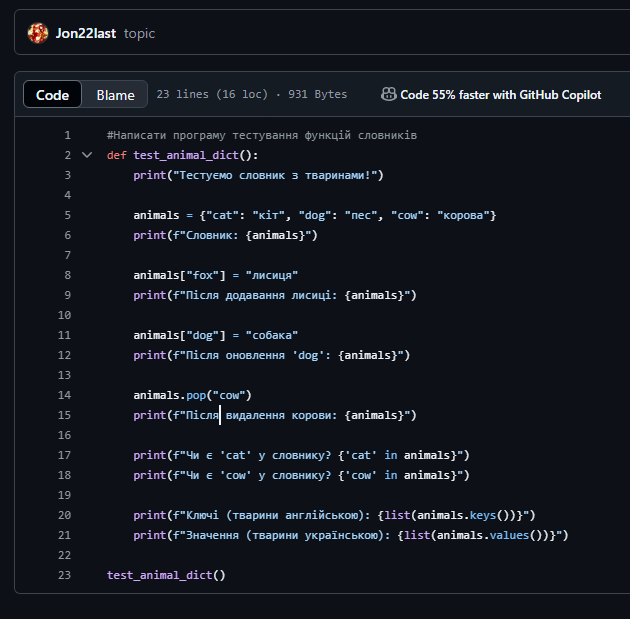 Jon22last topic
Code Blame 23 lines (16 loc) · 931 Bytes Code 55% faster with GitHub Copilot
1 #Написати програму тестування функцій словників
2 def test_animal_dict():
3 print("Тестуємо словник з тваринами!")
4
5 animals = {"cat": "кіт", "dog": "пес", "cow": "корова"}
6 print(f"Словник: {animals}")
7
8 animals["fox"] = "лисиця"
9 print(f"Після додавання лисиці: {animals}")
10
11 animals["dog"] = "собака"
12 print(f"Після оновлення 'dog': {animals}")
13
14 animals.pop("cow")
15 print(f"Після видалення корови: {animals}")
16
17 print(f"Чи є 'cat' у словнику? {'cat' in animals}")
18 print(f"Чи є 'cow' у словнику? {'cow' in animals}")
19
20 print(f"Ключі (тварини англійською): {list(animals.keys())}")
21 print(f"Значення (тварини українською): {list(animals.values())}")
22
23 test_animal_dict()